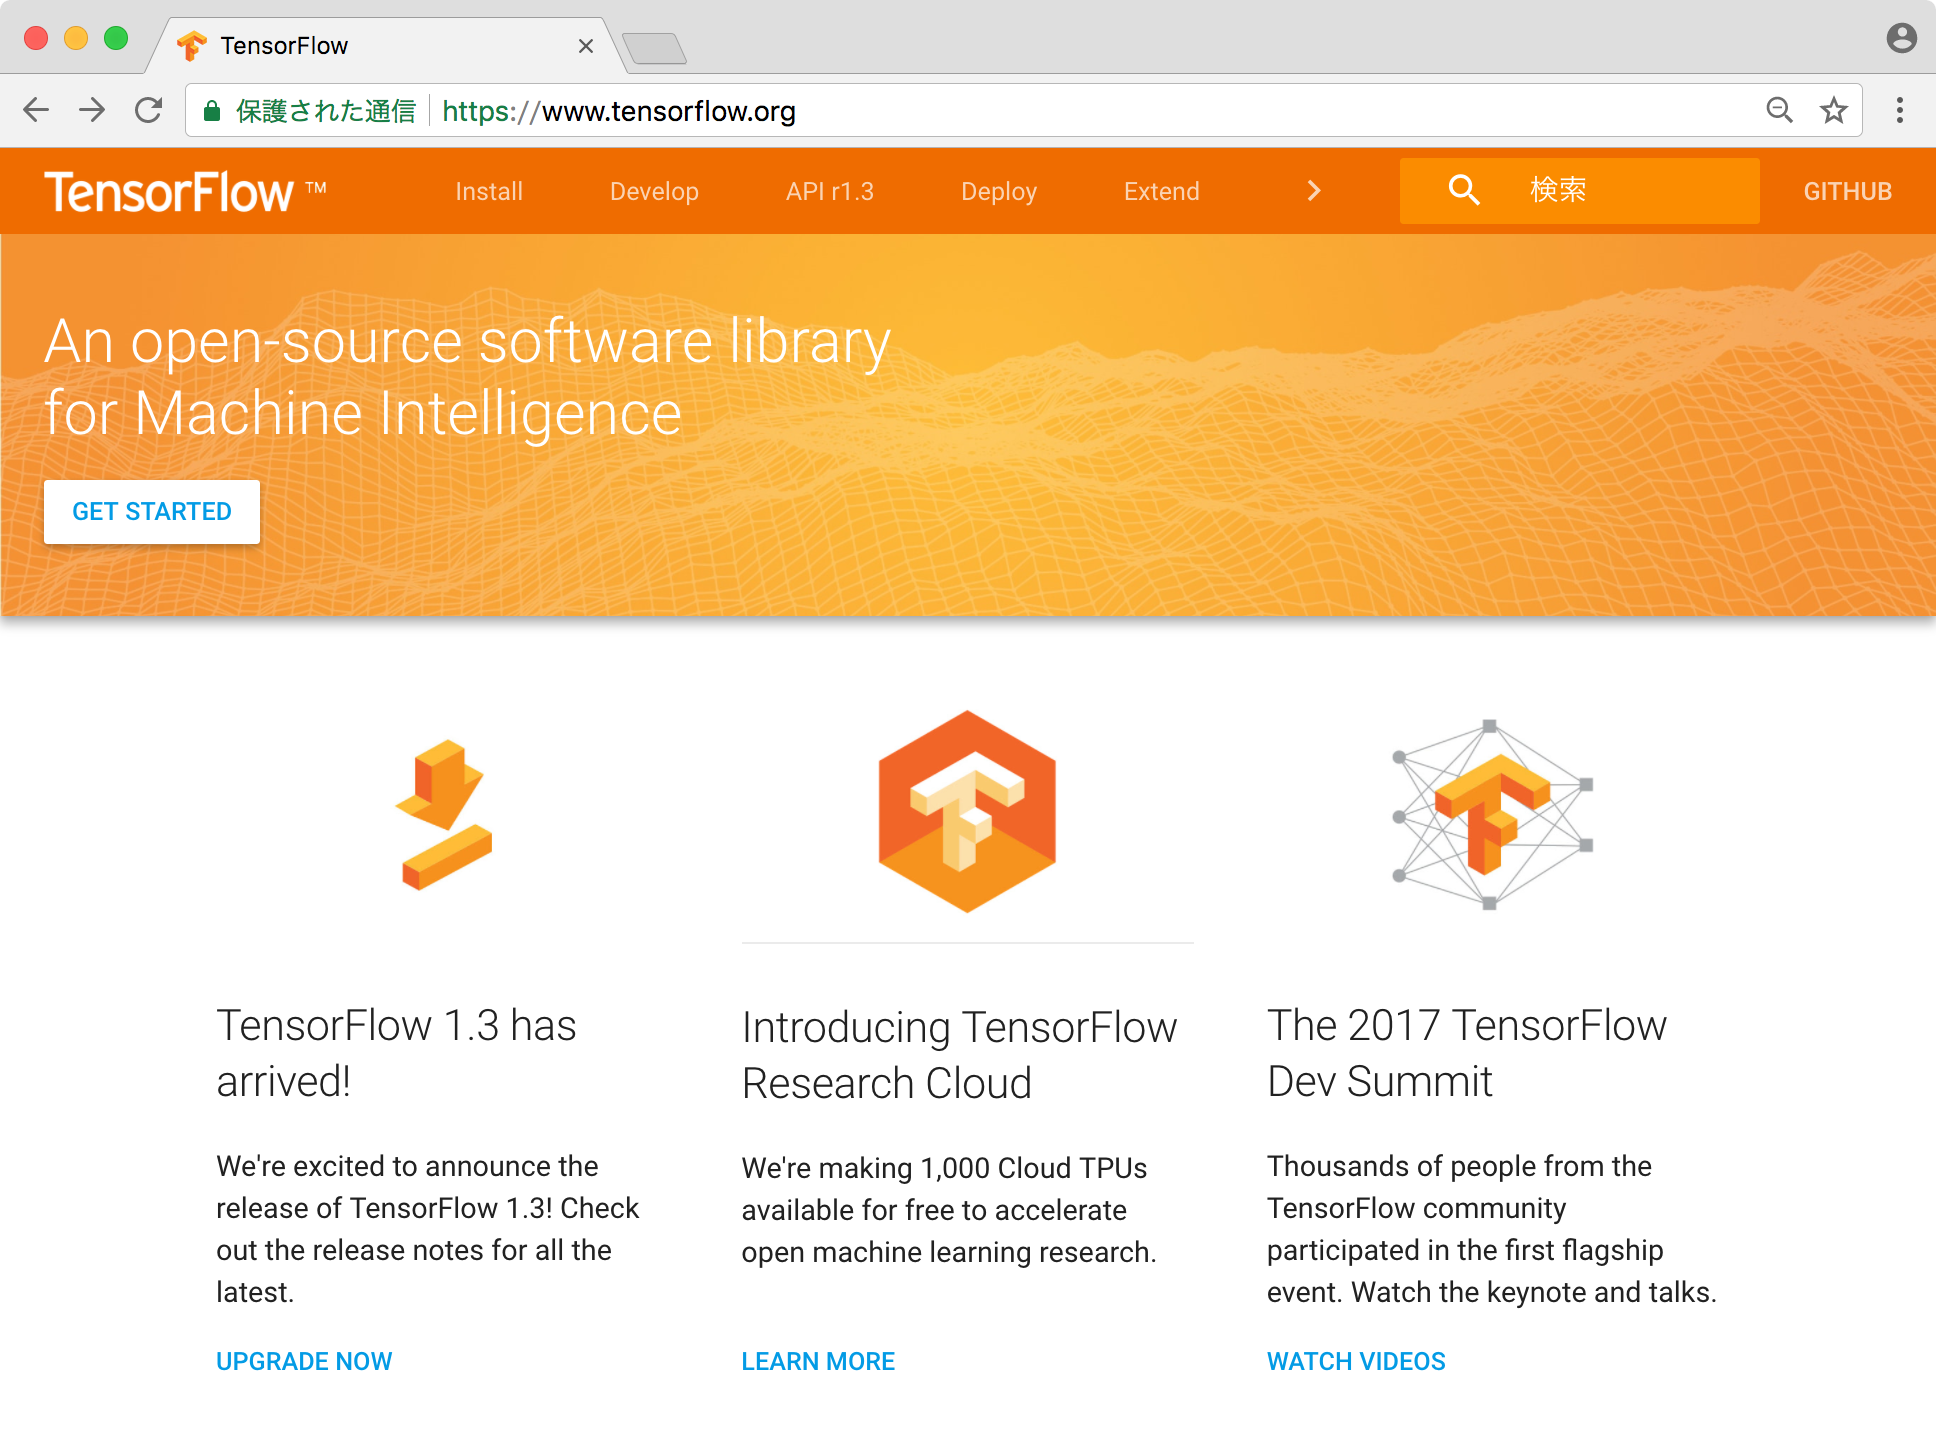 TensorFlow
保護された通信 https://www.tensorflow.org
TensorFlow ™ Install Develop API r1.3 Deploy Extend 検索 GITHUB
An open-source software library
for Machine Intelligence
GET STARTED
TensorFlow 1.3 has
arrived!
We're excited to announce the
release of TensorFlow 1.3! Check
out the release notes for all the
latest.
UPGRADE NOW
Introducing TensorFlow
Research Cloud
We're making 1,000 Cloud TPUs
available for free to accelerate
open machine learning research.
LEARN MORE
The 2017 TensorFlow
Dev Summit
Thousands of people from the
TensorFlow community
participated in the first flagship
event. Watch the keynote and talks.
WATCH VIDEOS